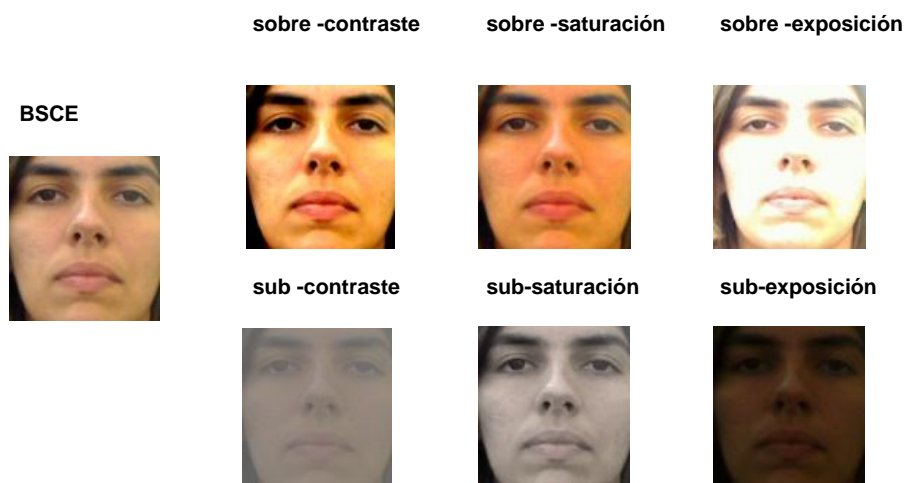 sobre -contraste
sobre -saturación
sobre -exposición
BSCE
sub -contraste
sub-saturación
sub-exposición